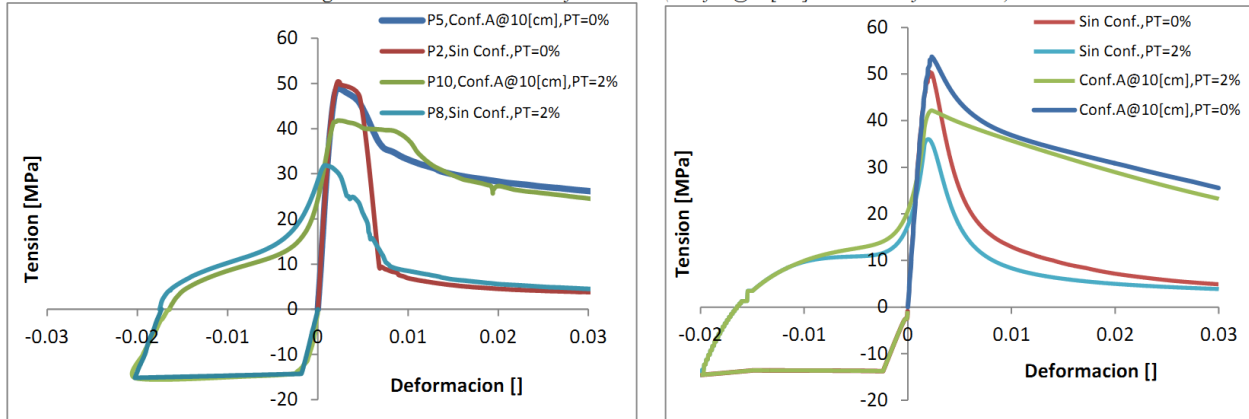 P5,Conf.A@10[cm],PT=0%
P2,Sin Conf.,PT=0%
P10,Conf.A@10[cm],PT=2%
P8,Sin Conf.,PT=2%
60
50
40
30
20
10
0
-10
-20
-0.03
-0.02
-0.01
0
0.01
0.02
0.03
Tension [MPa]
Deformacion []
Sin Conf.,PT=0%
Sin Conf.,PT=2%
Conf.A@10[cm],PT=2%
Conf.A@10[cm],PT=0%
60
50
40
30
20
10
0
-10
-20
-0.02
-0.01
0
0.01
0.02
0.03
Tension [MPa]
Deformacion []